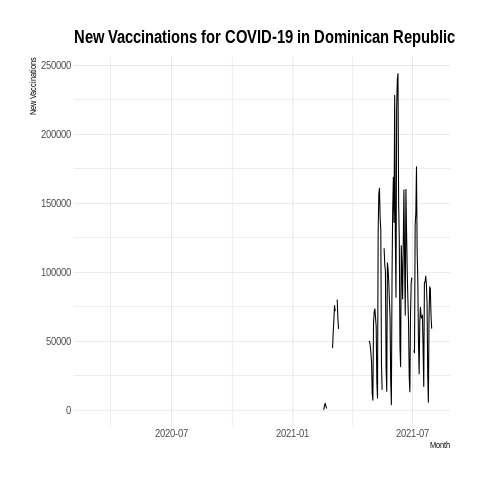 New Vaccinations for COVID-19 in Dominican Republic
New Vaccinations
250000
200000
150000
100000
50000
0
2020-07 2021-01 2021-07
Month